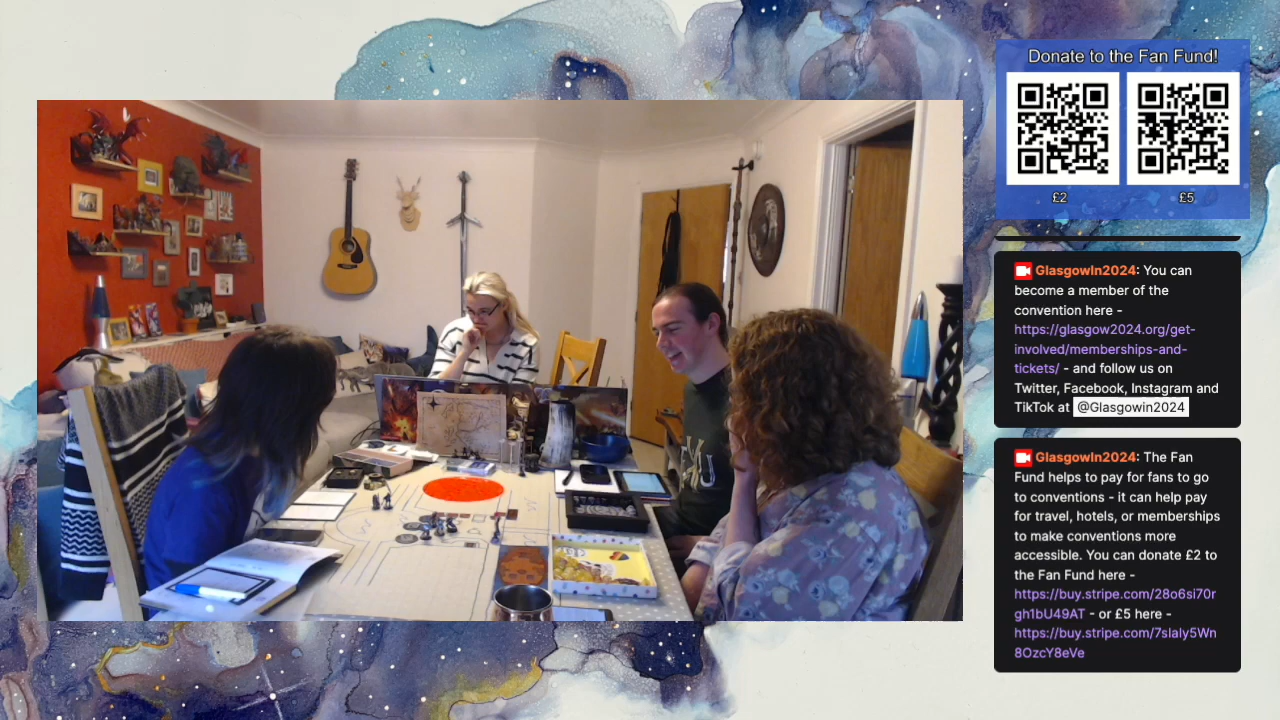 Donate to the Fan Fund!
£2
£5
GlasgowIn2024: You can
become a member of the
convention here -
https://glasgow2024.org/get-
involved/memberships-and-
tickets/ - and follow us on
Twitter, Facebook, Instagram and
TikTok at @Glasgowin2024
GlasgowIn2024: The Fan
Fund helps to pay for fans to go
to conventions - it can help pay
for travel, hotels, or memberships
to make conventions more
accessible. You can donate £2 to
the Fan Fund here -
https://buy.stripe.com/28o6si70r
gh1bU49AT - or £5 here -
https://buy.stripe.com/7sIaIy5Wn
8OzcY8eVe